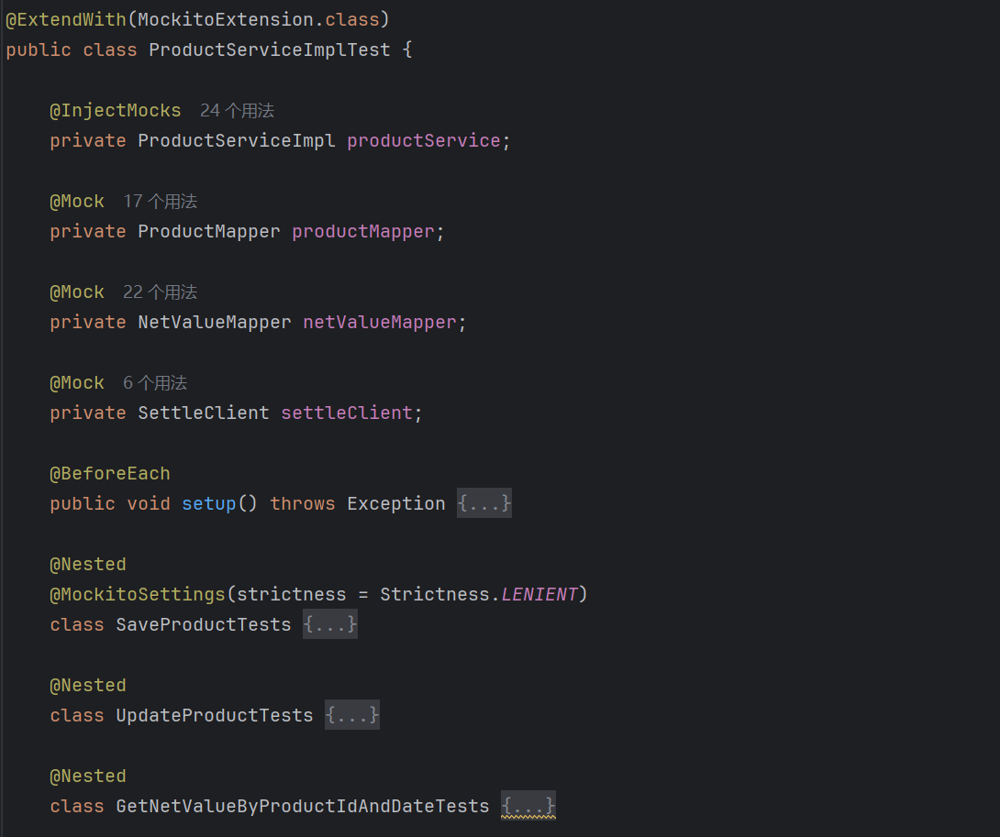 @ExtendWith(MockitoExtension.class)
public class ProductServiceImplTest {
@InjectMocks 24 个用法
private ProductServiceImpl productService;
@Mock 17 个用法
private ProductMapper productMapper;
@Mock 22 个用法
private NetValueMapper netValueMapper;
@Mock 6 个用法
private SettleClient settleClient;
@BeforeEach
public void setup() throws Exception {...}
@Nested
@MockitoSettings(strictness = Strictness.LENIENT)
class SaveProductTests {...}
@Nested
class UpdateProductTests {...}
@Nested
class GetNetValueByProductIdAndDateTests {...}